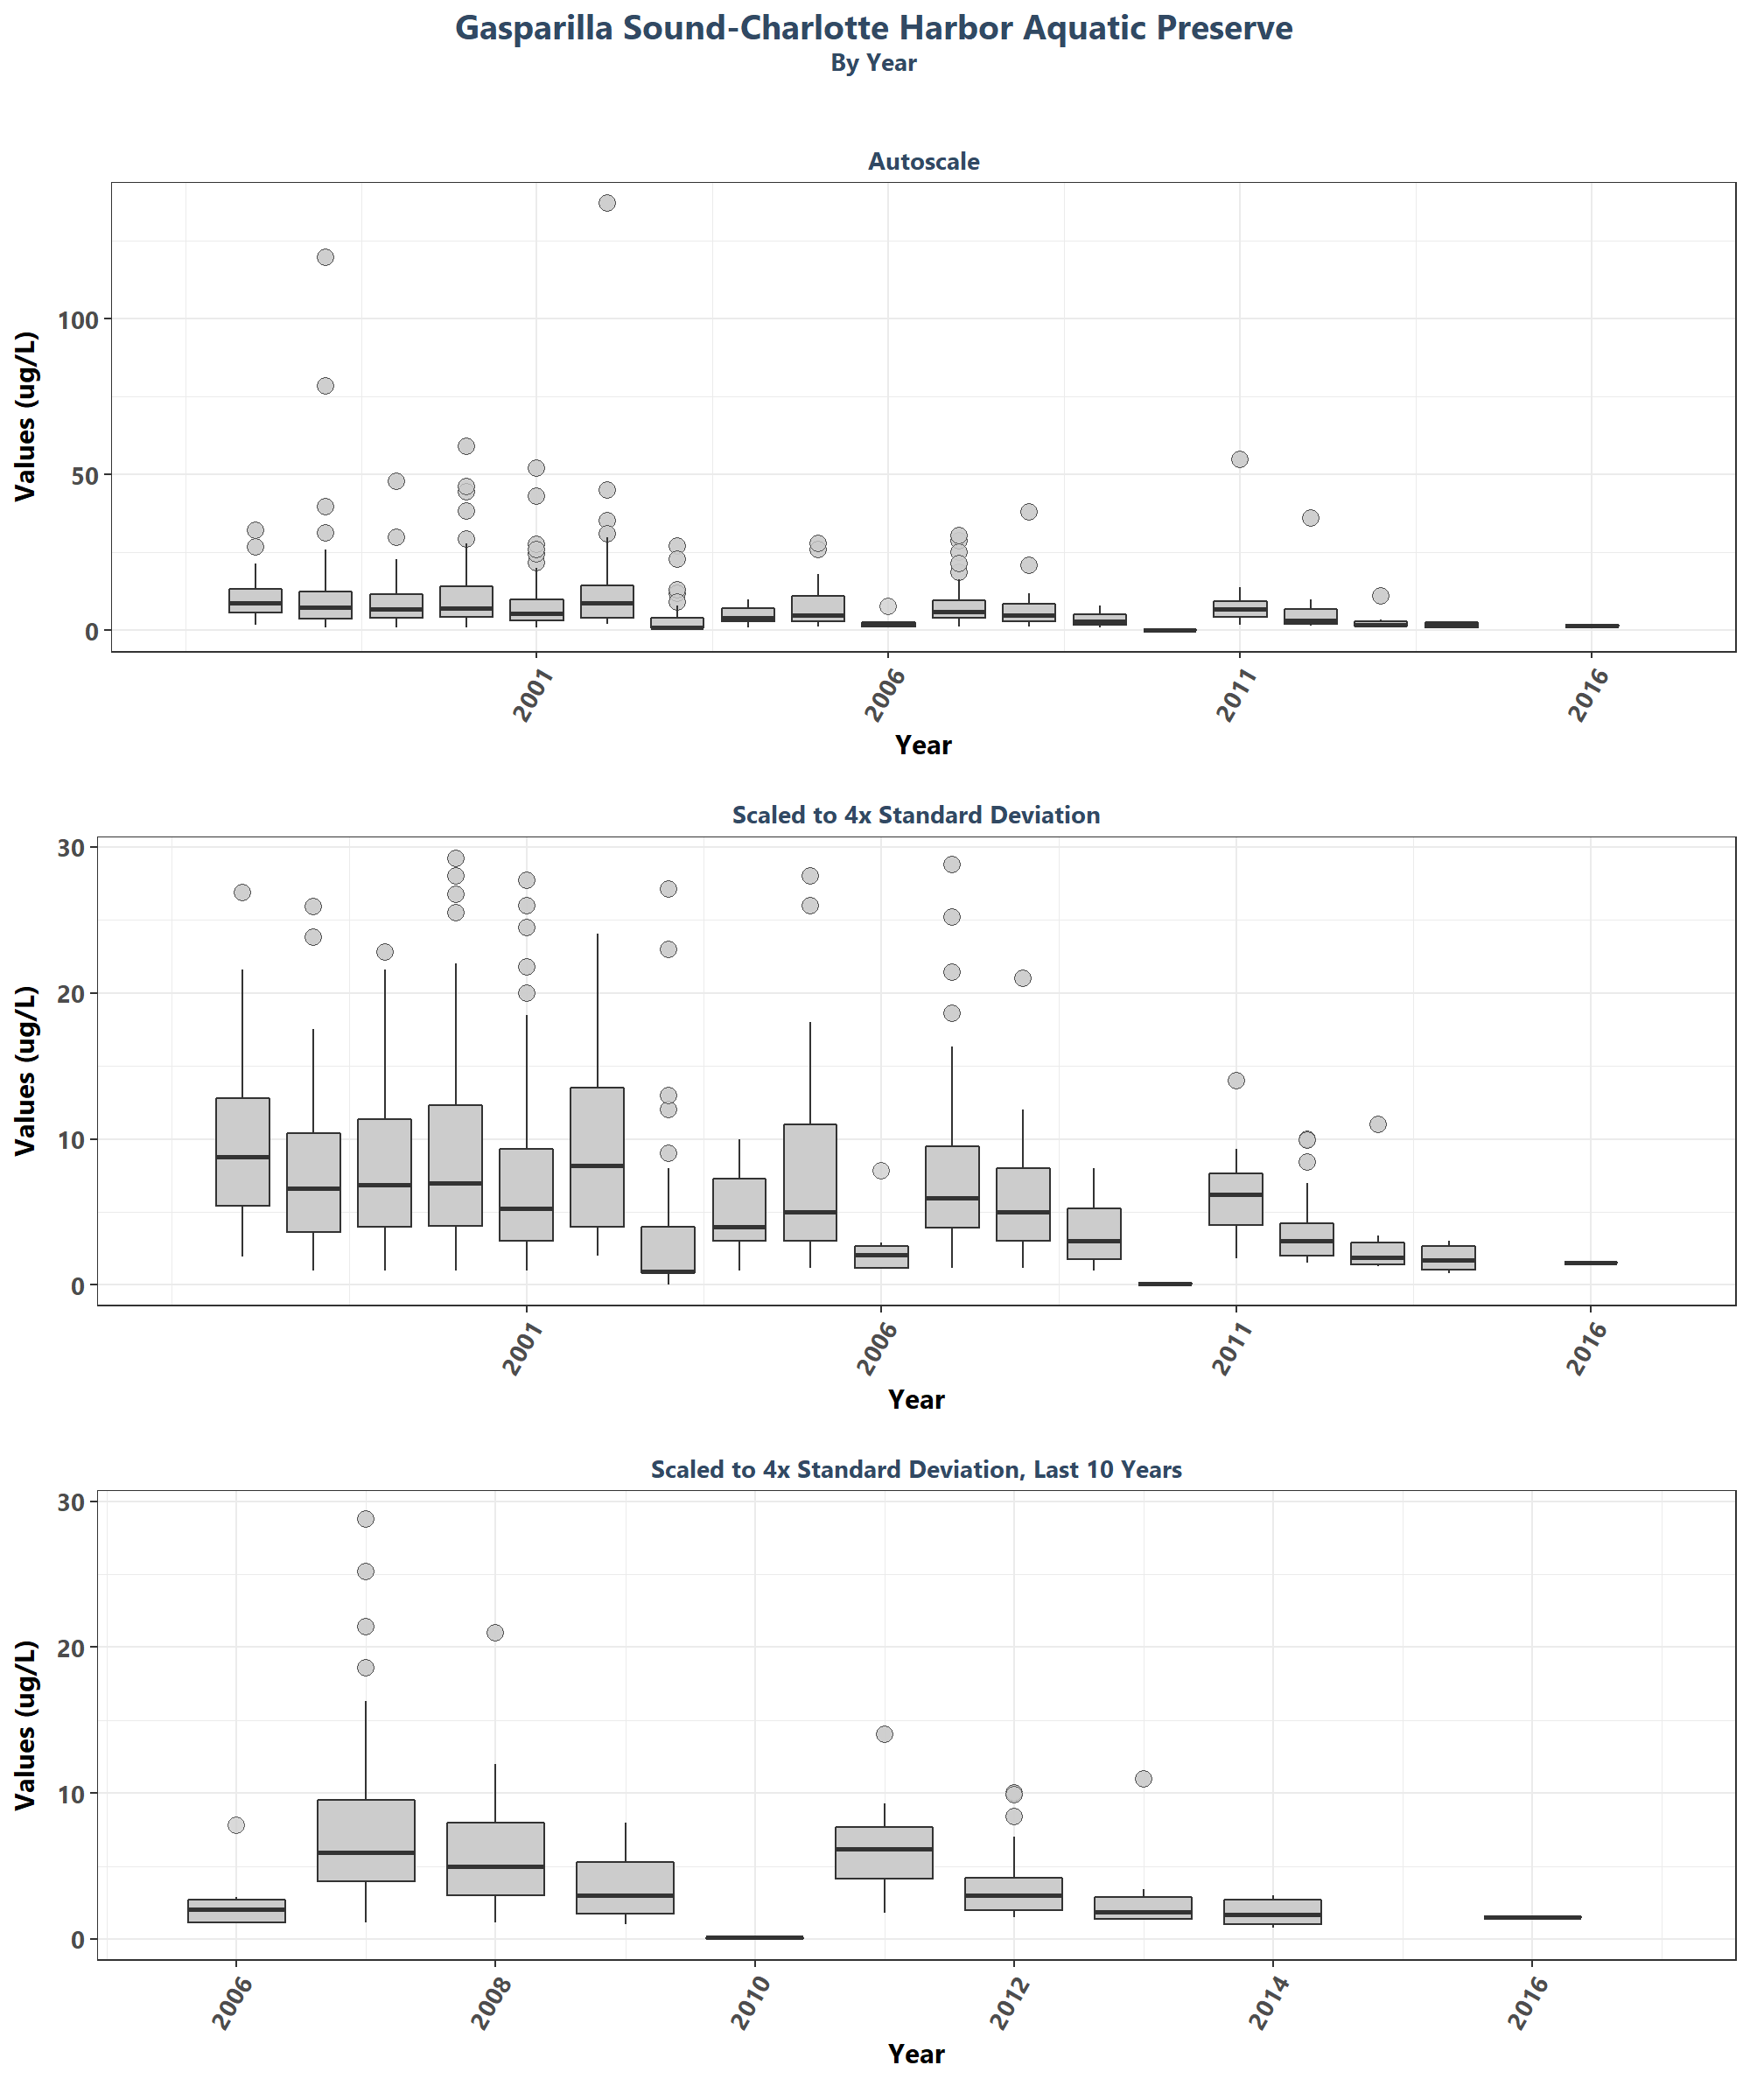 Gasparilla Sound-Charlotte Harbor Aquatic Preserve
By Year
Autoscale
Values (ug/L)
100
50
0
2001
2006
2011
2016
Year
Scaled to 4x Standard Deviation
Values (ug/L)
30
20
10
0
2001
2006
2011
2016
Year
Scaled to 4x Standard Deviation, Last 10 Years
Values (ug/L)
30
20
10
0
2006
2008
2010
2012
2014
2016
Year